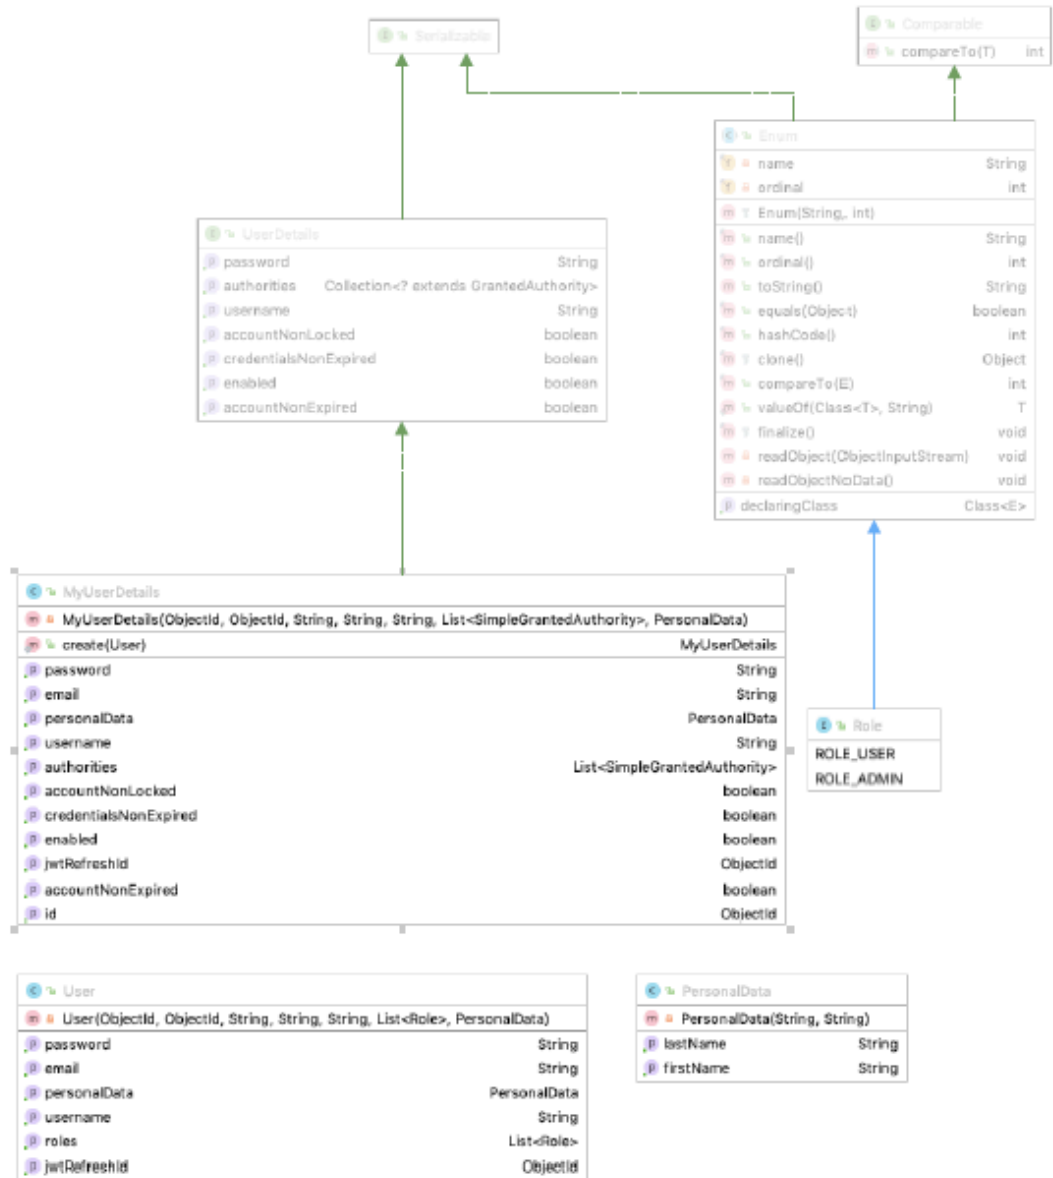 Serializable
Comparable
compareTo(T) int
Enum
name String
ordinal int
Enum(String, int)
name() String
ordinal() int
toString() String
equals(Object) boolean
hashCode() int
clone() Object
compareTo(E) int
valueOf(Class<T>, String) T
finalize() void
readObject(ObjectInputStream) void
readObjectNoData() void
declaringClass Class<E>
UserDetails
password String
authorities Collection<? extends GrantedAuthority>
username String
accountNonLocked boolean
credentialsNonExpired boolean
enabled boolean
accountNonExpired boolean
MyUserDetails
MyUserDetails(ObjectId, ObjectId, String, String, String, List<SimpleGrantedAuthority>, PersonalData)
create(User) MyUserDetails
password String
email String
personalData PersonalData
username String
authorities List<SimpleGrantedAuthority>
accountNonLocked boolean
credentialsNonExpired boolean
enabled boolean
jwtRefreshId ObjectId
accountNonExpired boolean
id ObjectId
Role
ROLE_USER
ROLE_ADMIN
User
User(ObjectId, ObjectId, String, String, String, List<Role>, PersonalData)
password String
email String
personalData PersonalData
username String
roles List<Role>
jwtRefreshId ObjectId
PersonalData
PersonalData(String, String)
lastName String
firstName String